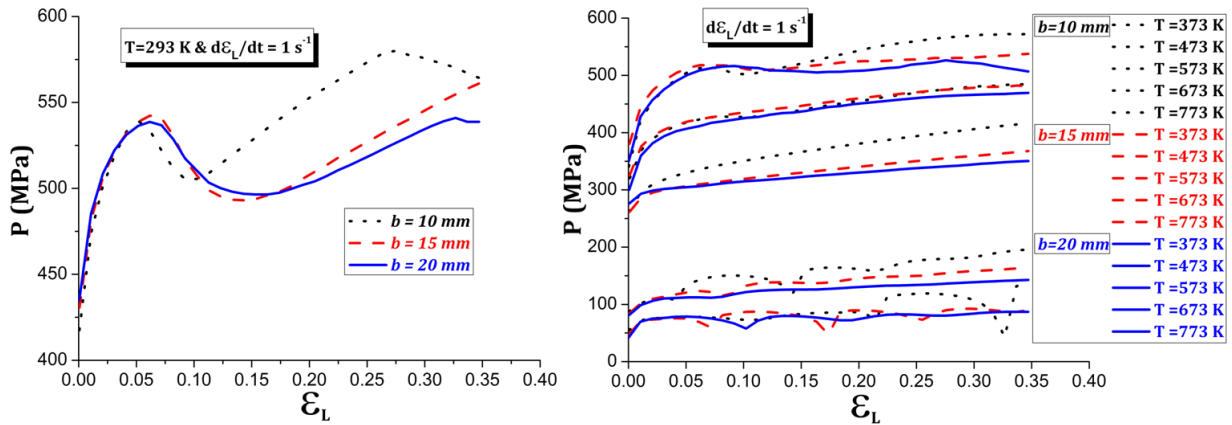 600
550
500
450
400
P (MPa)
T=293 K & dƐL/dt = 1 s-1
b = 10 mm
b = 15 mm
b = 20 mm
0.00 0.05 0.10 0.15 0.20 0.25 0.30 0.35 0.40
ƐL
600
500
400
300
200
100
0
P (MPa)
dƐL/dt = 1 s-1
0.00 0.05 0.10 0.15 0.20 0.25 0.30 0.35 0.40
ƐL
b=10 mm T =373 K
T =473 K
T =573 K
T =673 K
T =773 K
b=15 mm T =373 K
T =473 K
T =573 K
T =673 K
T =773 K
b=20 mm T =373 K
T =473 K
T =573 K
T =673 K
T =773 K